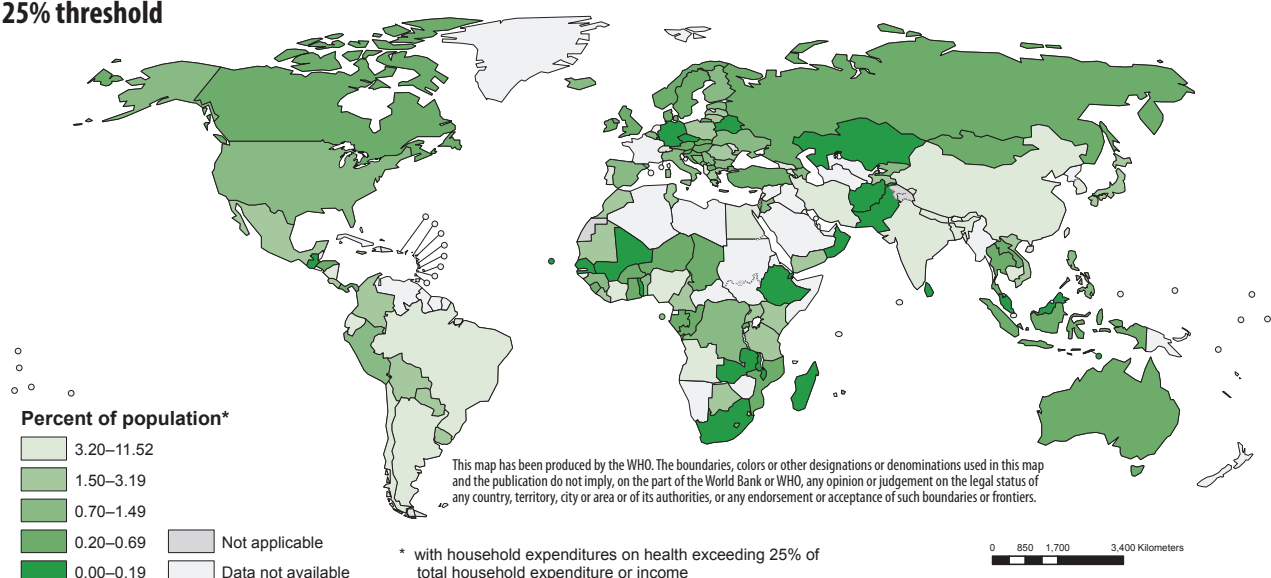 25% threshold
Percent of population*
3.20–11.52
1.50–3.19
0.70–1.49
0.20–0.69
0.00–0.19
Not applicable
Data not available
This map has been produced by the WHO. The boundaries, colors or other designations or denominations used in this map
and the publication do not imply, on the part of the World Bank or WHO, any opinion or judgement on the legal status of
any country, territory, city or area or of its authorities, or any endorsement or acceptance of such boundaries or frontiers.
* with household expenditures on health exceeding 25% of
total household expenditure or income
0 850 1,700 3,400 Kilometers